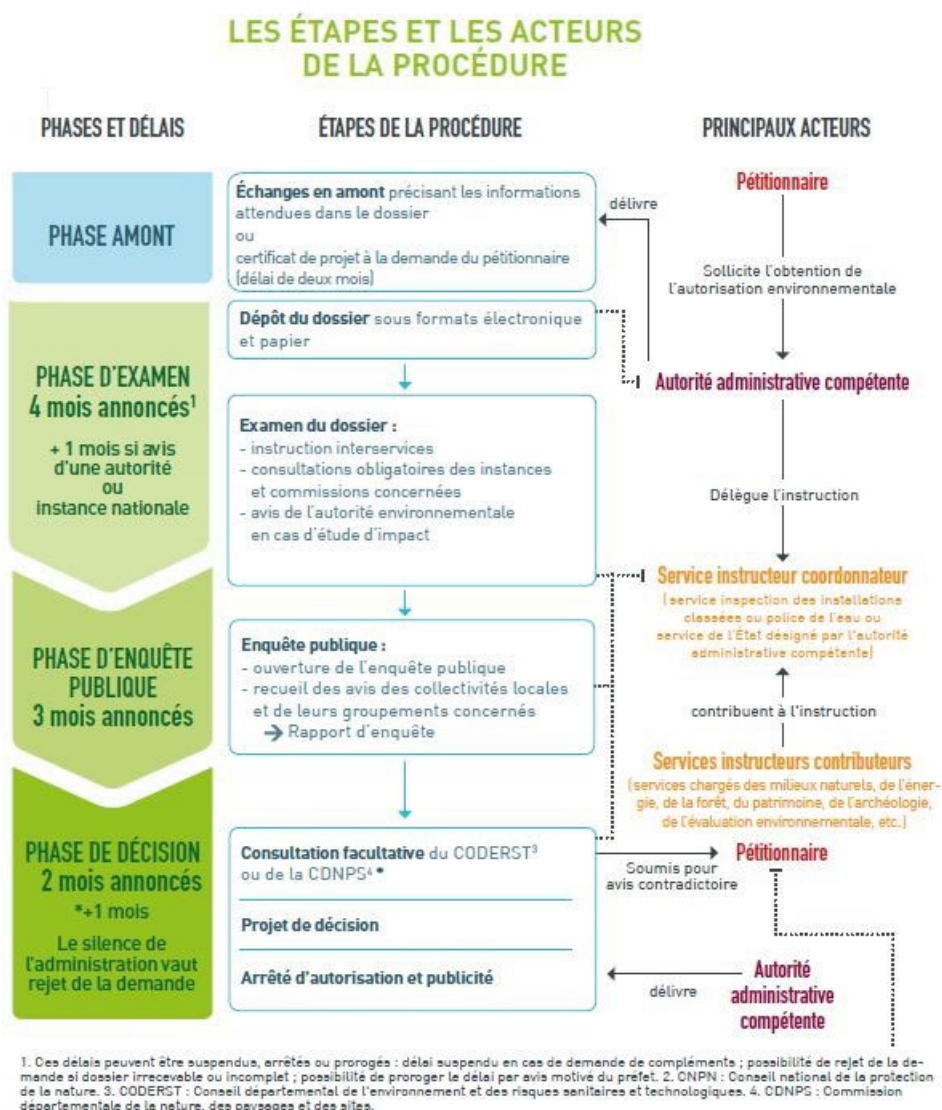 LES ÉTAPES ET LES ACTEURS
DE LA PROCÉDURE
PHASES ET DÉLAIS
ÉTAPES DE LA PROCÉDURE
PRINCIPAUX ACTEURS
PHASE AMONT
Échanges en amont précisant les informations
attendues dans le dossier
ou
certificat de projet à la demande du pétitionnaire
(délai de deux mois)
délivre
Pétitionnaire
Sollicite l'obtention de
l'autorisation environnementale
PHASE D'EXAMEN
4 mois annoncés¹
+ 1 mois si avis
d'une autorité
ou
instance nationale
Dépôt du dossier sous formats électronique
et papier
Autorité administrative compétente
Examen du dossier :
- instruction interservices
- consultations obligatoires des instances
et commissions concernées
- avis de l'autorité environnementale
en cas d'étude d'impact
Délègue l'instruction
Service instructeur coordonnateur
(service inspection des installations
classées ou police de l'eau ou
service de l'État désigné par l'autorité
administrative compétente)
PHASE D'ENQUÊTE
PUBLIQUE
3 mois annoncés
Enquête publique :
- ouverture de l'enquête publique
- recueil des avis des collectivités locales
et de leurs groupements concernés
→ Rapport d'enquête
contribuent à l'instruction
Services instructeurs contributeurs
(services chargés des milieux naturels, de l'éner-
gie, de la forêt, du patrimoine, de l'archéologie,
de l'évaluation environnementale, etc.)
PHASE DE DÉCISION
2 mois annoncés
*+1 mois
Le silence de
l'administration vaut
rejet de la demande
Consultation facultative du CODERST³
ou de la CDNPS⁴ *
Projet de décision
Arrêté d'autorisation et publicité
Soumis pour
avis contradictoire
Pétitionnaire
délivre
Autorité
administrative
compétente
1. Ces délais peuvent être suspendus, arrêtés ou prorogés : délai suspendu en cas de demande de compléments ; possibilité de rejet de la de-
mande si dossier irrecevable ou incomplet ; possibilité de proroger le délai par avis motivé du préfet. 2. CNPN : Conseil national de la protection
de la nature. 3. CODERST : Conseil départemental de l'environnement et des risques sanitaires et technologiques. 4. CDNPS : Commission
départementale de la nature, des paysages et des sites.